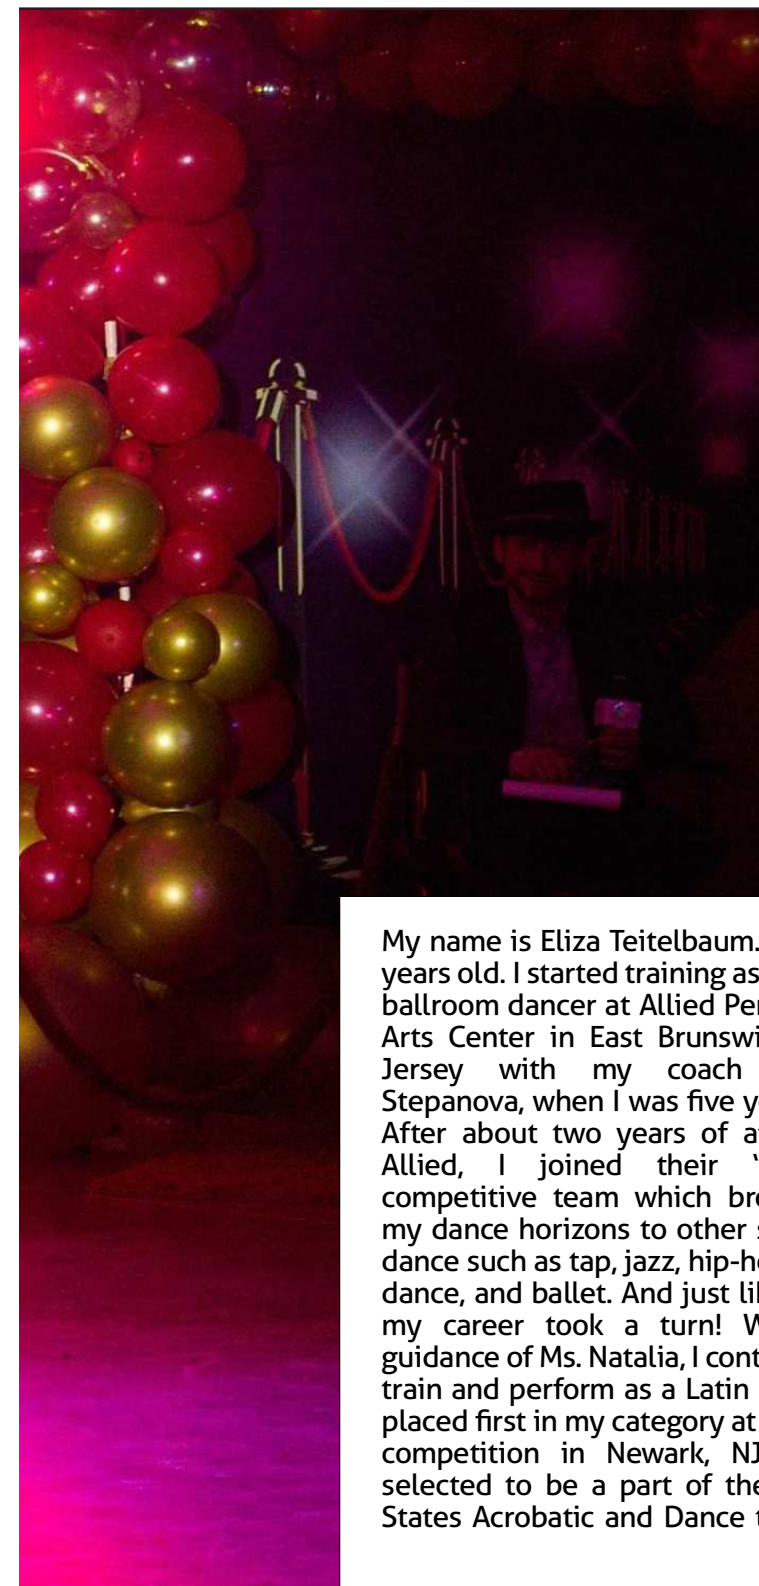 My name is Eliza Teitelbaum.
years old. I started training as
ballroom dancer at Allied Per
Arts Center in East Brunswi
Jersey with my coach
Stepanova, when I was five y
After about two years of a
Allied, I joined their
competitive team which br
my dance horizons to other s
dance such as tap, jazz, hip-h
dance, and ballet. And just li
my career took a turn! W
guidance of Ms. Natalia, I cont
train and perform as a Latin
placed first in my category at
competition in Newark, NJ
selected to be a part of the
States Acrobatic and Dance t